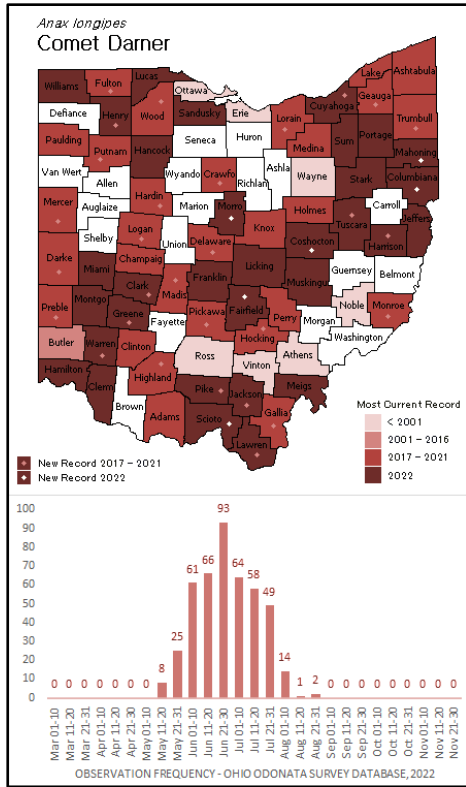 Anax longipes
Comet Darner
Williams Fulton Lucas Ottawa Lake Ashtabula
Defiance Henry Wood Sandusky Erie Lorain Cuyahoga Geauga Trumbull
Paulding Putnam Hancock Seneca Huron Medina Sum Portage Mahoning
Van Wert Allen Wyando Crawfo Richlan Ashla Wayne Stark Columbiana
Mercer Auglaize Hardin Marion Morro Holmes Tuscara Carroll Jeffers
Shelby Logan Union Delaware Knox Coshocton Harrison
Darke Miami Champaig Franklin Licking Muskingu Guernsey Belmont
Preble Montgo Clark Madis Pickawa Fairfield Perry Morgan Noble Monroe
Butler Warren Greene Fayette Ross Hocking Athens Washington
Hamilton Clerm Clinton Highland Pike Vinton Jackson Meigs
Brown Adams Scioto Gallia
Lawren
New Record 2017 – 2021
New Record 2022
Most Current Record
< 2001
2001 – 2016
2017 – 2021
2022
100
90
80
70
60
50
40
30
20
10
0
0 0 0 0 0 0 0 8 25 61 66 93 64 58 49 14 1 2 0 0 0 0 0 0 0 0 0
Mar 01-10
Mar 11-20
Mar 21-31
Apr 01-10
Apr 11-20
Apr 21-30
May 01-10
May 11-20
May 21-31
Jun 01-10
Jun 11-20
Jun 21-30
Jul 01-10
Jul 11-20
Jul 21-31
Aug 01-10
Aug 11-20
Aug 21-31
Sep 01-10
Sep 11-20
Sep 21-30
Oct 01-10
Oct 11-20
Oct 21-31
Nov 01-10
Nov 11-20
Nov 21-30
OBSERVATION FREQUENCY - OHIO ODONATA SURVEY DATABASE, 2022